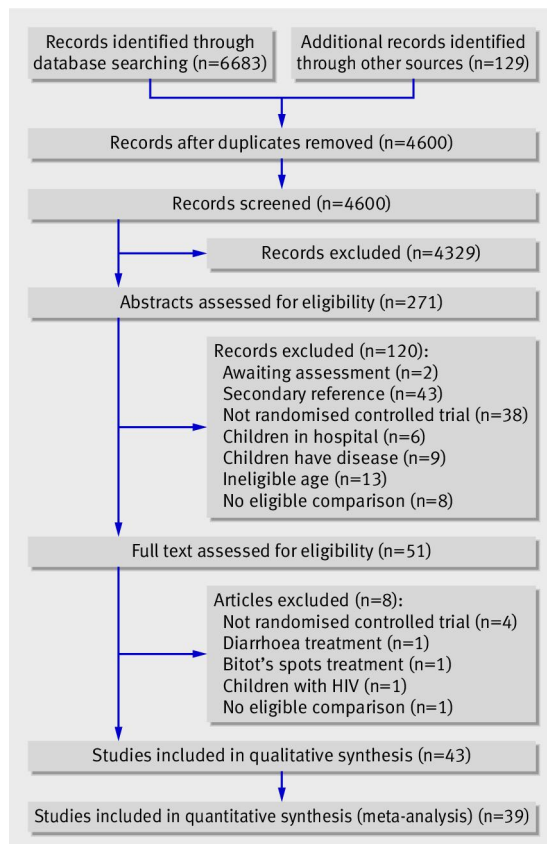 Records identified through
database searching (n=6683)
Additional records identified
through other sources (n=129)
Records after duplicates removed (n=4600)
Records screened (n=4600)
Records excluded (n=4329)
Abstracts assessed for eligibility (n=271)
Records excluded (n=120):
Awaiting assessment (n=2)
Secondary reference (n=43)
Not randomised controlled trial (n=38)
Children in hospital (n=6)
Children have disease (n=9)
Ineligible age (n=13)
No eligible comparison (n=8)
Full text assessed for eligibility (n=51)
Articles excluded (n=8):
Not randomised controlled trial (n=4)
Diarrhoea treatment (n=1)
Bitot's spots treatment (n=1)
Children with HIV (n=1)
No eligible comparison (n=1)
Studies included in qualitative synthesis (n=43)
Studies included in quantitative synthesis (meta-analysis) (n=39)